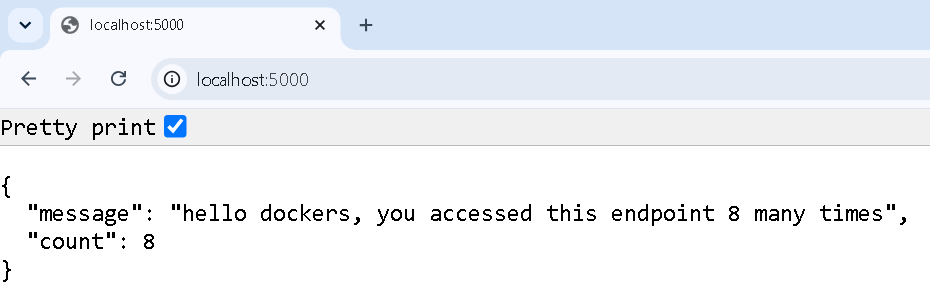 localhost:5000
localhost:5000
Pretty print
{
  "message": "hello dockers, you accessed this endpoint 8 many times",
  "count": 8
}